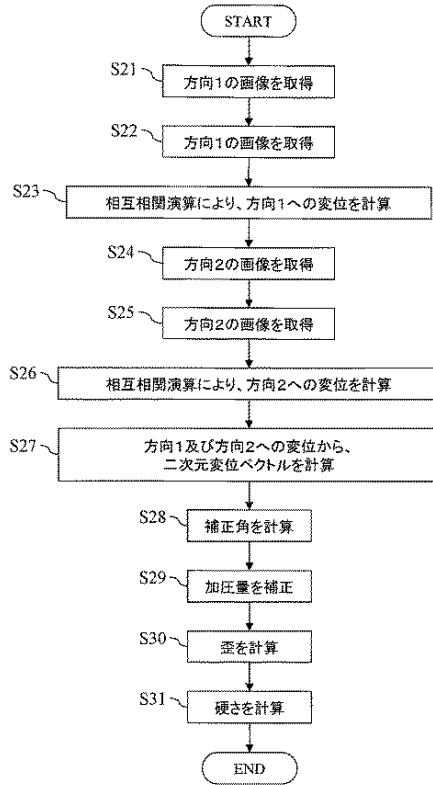 START
S21
方向1の画像を取得
S22
方向1の画像を取得
S23
相互相関演算により、方向1への変位を計算
S24
方向2の画像を取得
S25
方向2の画像を取得
S26
相互相関演算により、方向2への変位を計算
S27
方向1及び方向2への変位から、
二次元変位ベクトルを計算
S28
補正角を計算
S29
加圧量を補正
S30
歪を計算
S31
硬さを計算
END